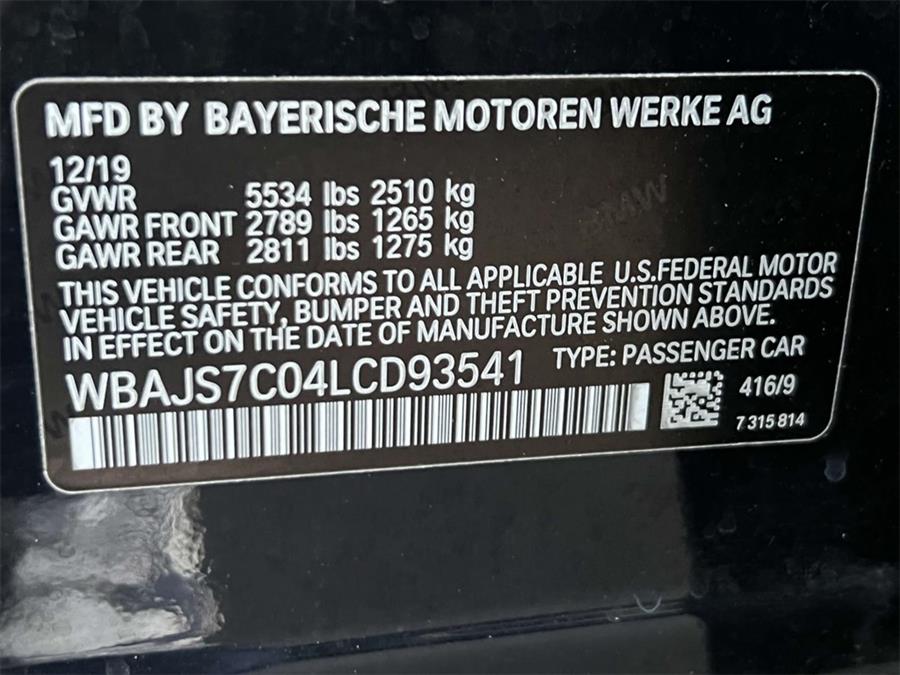 MFD BY BAYERISCHE MOTOREN WERKE AG
12/19
GVWR 5534 lbs 2510 kg
GAWR FRONT 2789 lbs 1265 kg
GAWR REAR 2811 lbs 1275 kg
THIS VEHICLE CONFORMS TO ALL APPLICABLE U.S.FEDERAL MOTOR
VEHICLE SAFETY, BUMPER AND THEFT PREVENTION STANDARDS
IN EFFECT ON THE DATE OF MANUFACTURE SHOWN ABOVE.
WBAJS7C04LCD93541 TYPE: PASSENGER CAR
416/9
7 315 814
BMW